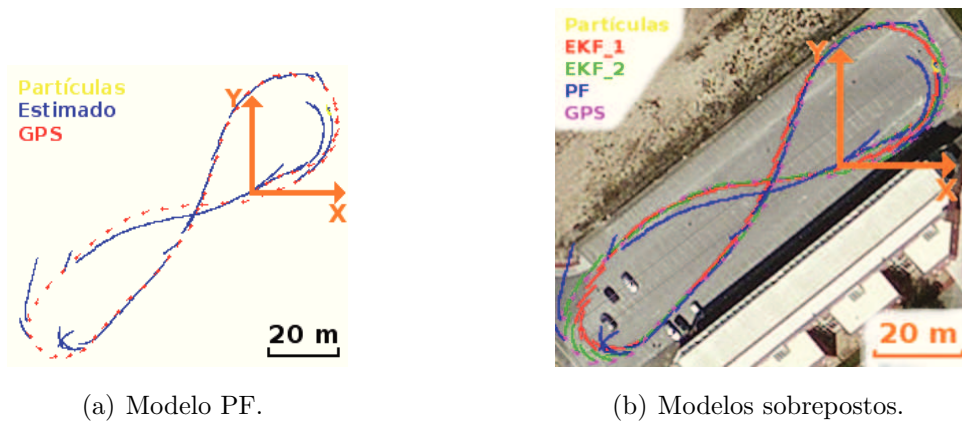 Partículas
Estimado
GPS
Y
X
20 m
Partículas
EKF_1
EKF_2
PF
GPS
Y
X
20 m
(a) Modelo PF.
(b) Modelos sobrepostos.